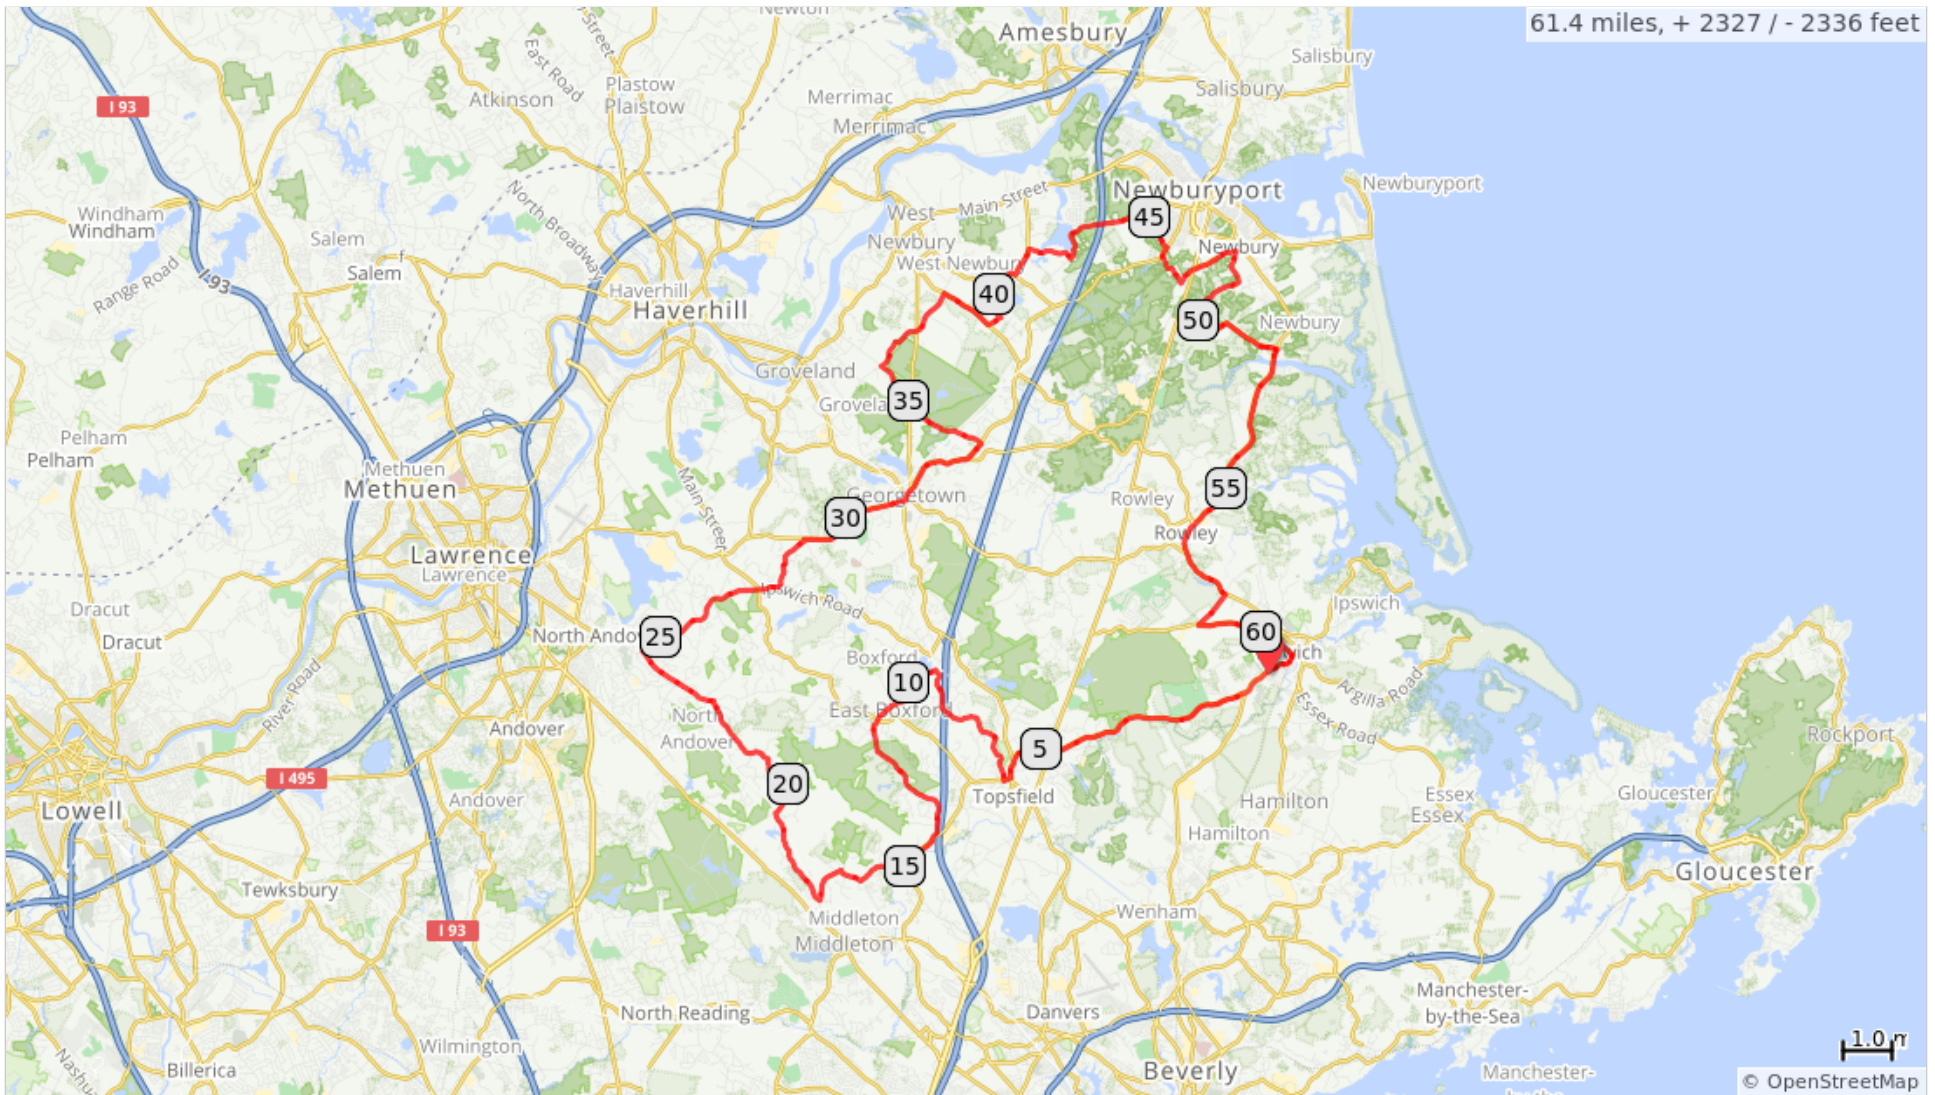 Newton
61.4 miles, + 2327 / - 2336 feet
Amesbury
Street
East Road
Salisbury
Plastow
Plaistow
Atkinson
Salisbury
Merrimac
Merrimac
I 93
Newburyport
Newburyport
North Broadway
Main Street
West
Newbury
West Newbury
45
Windham
Windham
Salem
Salem
Range Road
I-93
Newbury
Haverhill
Haverhill
40
50
Newbury
Groveland
35
Pelham
Pelham
Methuen
Methuen
Main Street
Georgetown
30
55
Rowley
Rowley
Lawrence
Lawrence
Ipswich Road
Dracut
Dracut
North Ando
25
60
Ipswich
wich
Boxford
10
East Boxford
Argilla Road
Essex Road
River Road
North
Andover
Andover
5
Rockport
I 495
20
Topsfield
Lowell
Andover
Andover
Hamilton
Hamilton
Essex
Essex
Gloucester
Gloucester
15
Tewksbury
Middleton
Middleton
Wenham
I 93
North Reading
Danvers
Manchester-
by-the-Sea
Wilmington
Billerica
Beverly
Manchester-
1.0 m
© OpenStreetMap